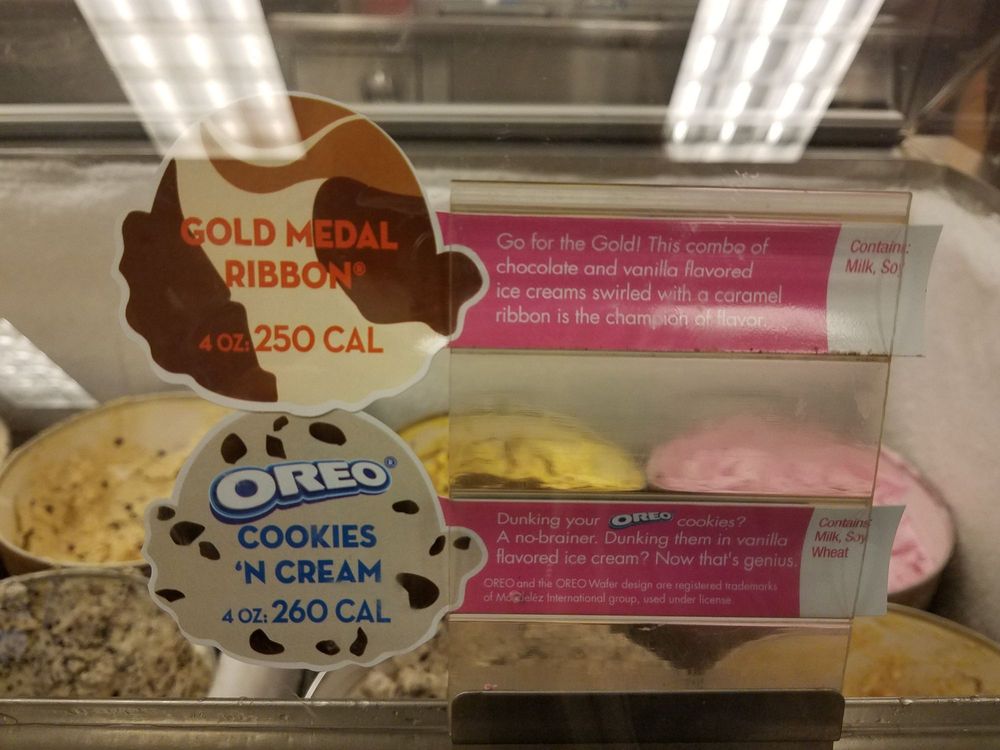 GOLD MEDAL
RIBBON®
4 OZ: 250 CAL
Go for the Gold! This combo of
chocolate and vanilla flavored
ice creams swirled with a caramel
ribbon is the champion of flavor.
Contains:
Milk, Soy
OREO®
COOKIES
'N CREAM
4 OZ: 260 CAL
Dunking your OREO cookies?
A no-brainer. Dunking them in vanilla
flavored ice cream? Now that's genius.
OREO and the OREO Wafer design are registered trademarks
of Mondelēz International group, used under license.
Contains
Milk, Soy
Wheat